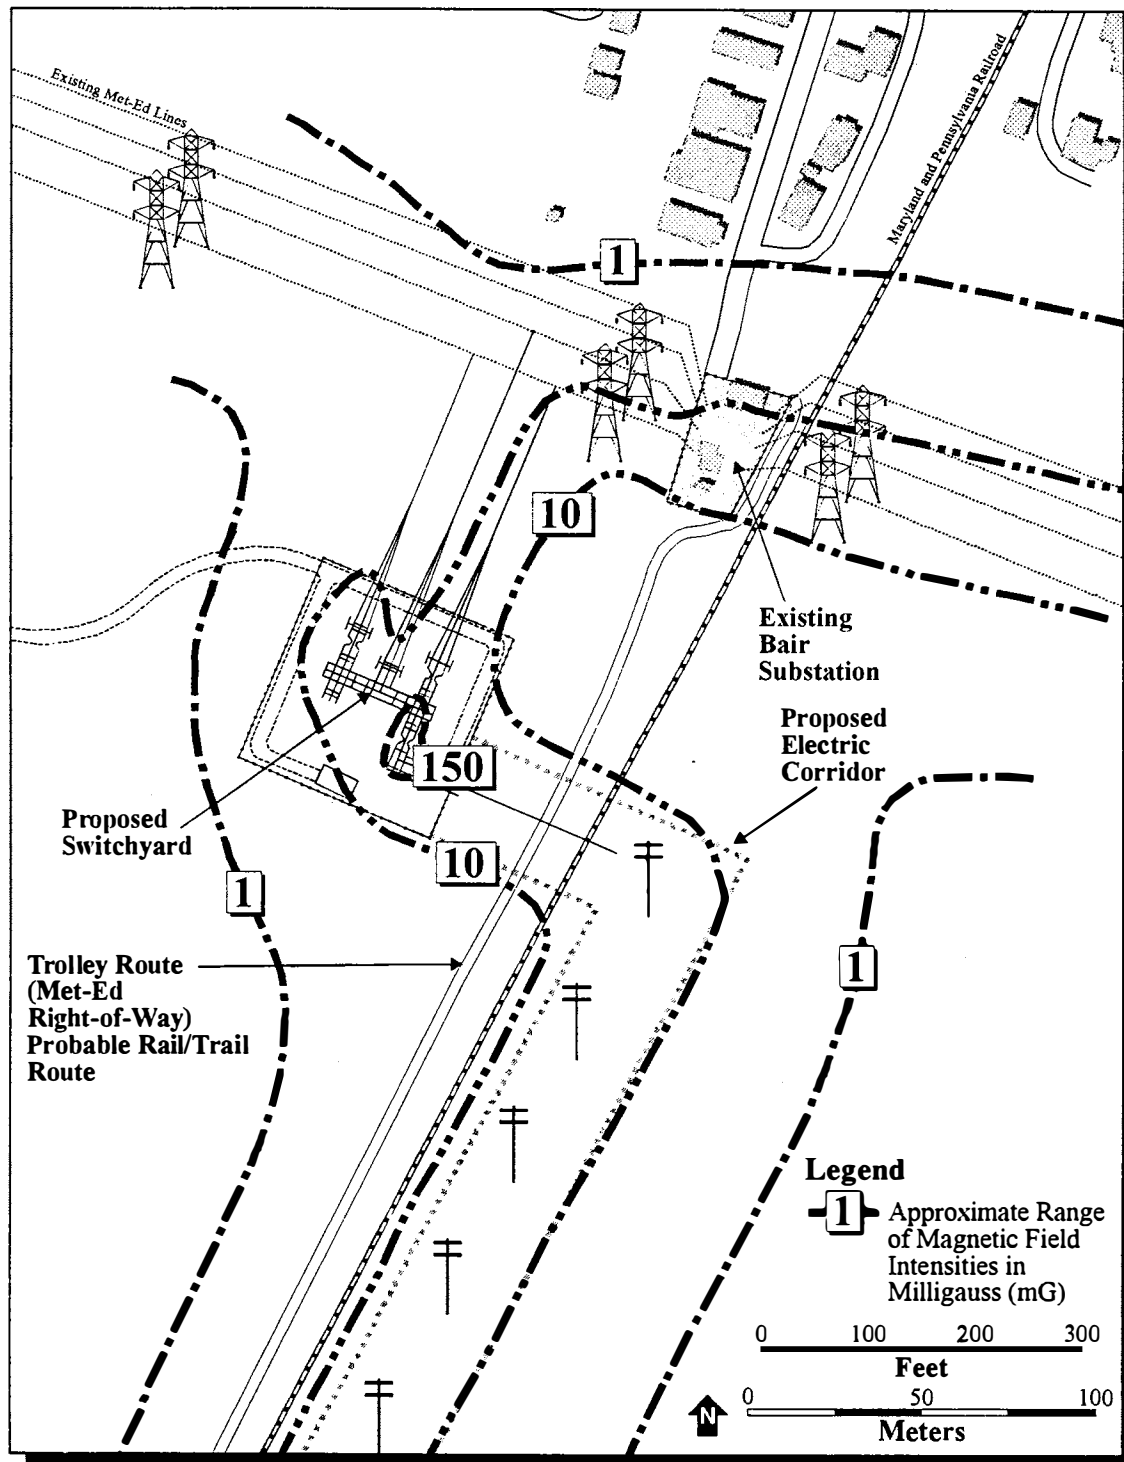 Existing Met-Ed Lines
Maryland and Pennsylvania Railroad
1
10
Existing
Bair
Substation
Proposed
Electric
Corridor
150
Proposed
Switchyard
10
1
1
Trolley Route
(Met-Ed
Right-of-Way)
Probable Rail/Trail
Route
Legend
1 Approximate Range
of Magnetic Field
Intensities in
Milligauss (mG)
0 100 200 300
Feet
N
0 50 100
Meters